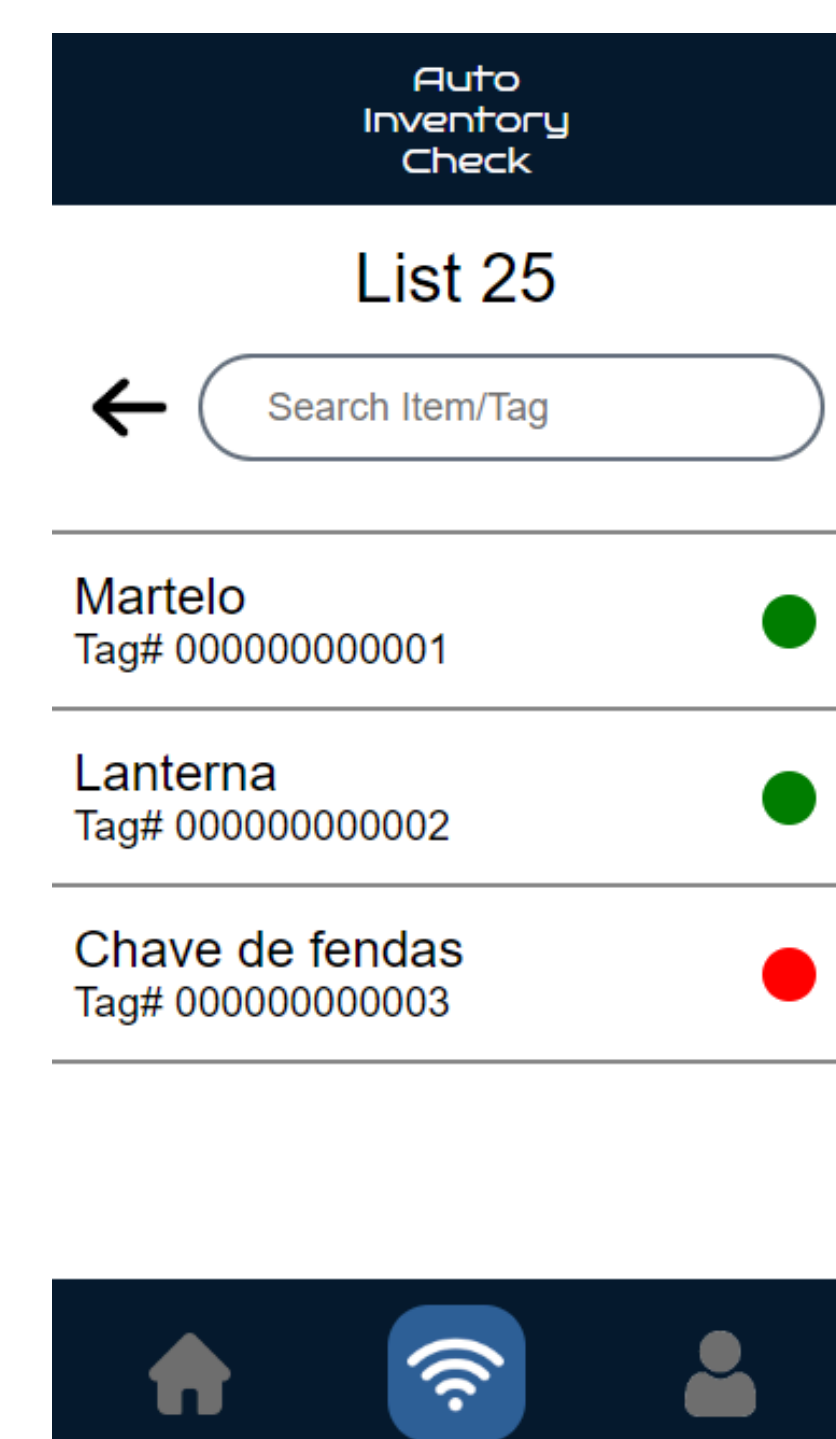 Auto
Inventory
Check
List 25
Search Item/Tag
Martelo
Tag# 000000000001
Lanterna
Tag# 000000000002
Chave de fendas
Tag# 000000000003